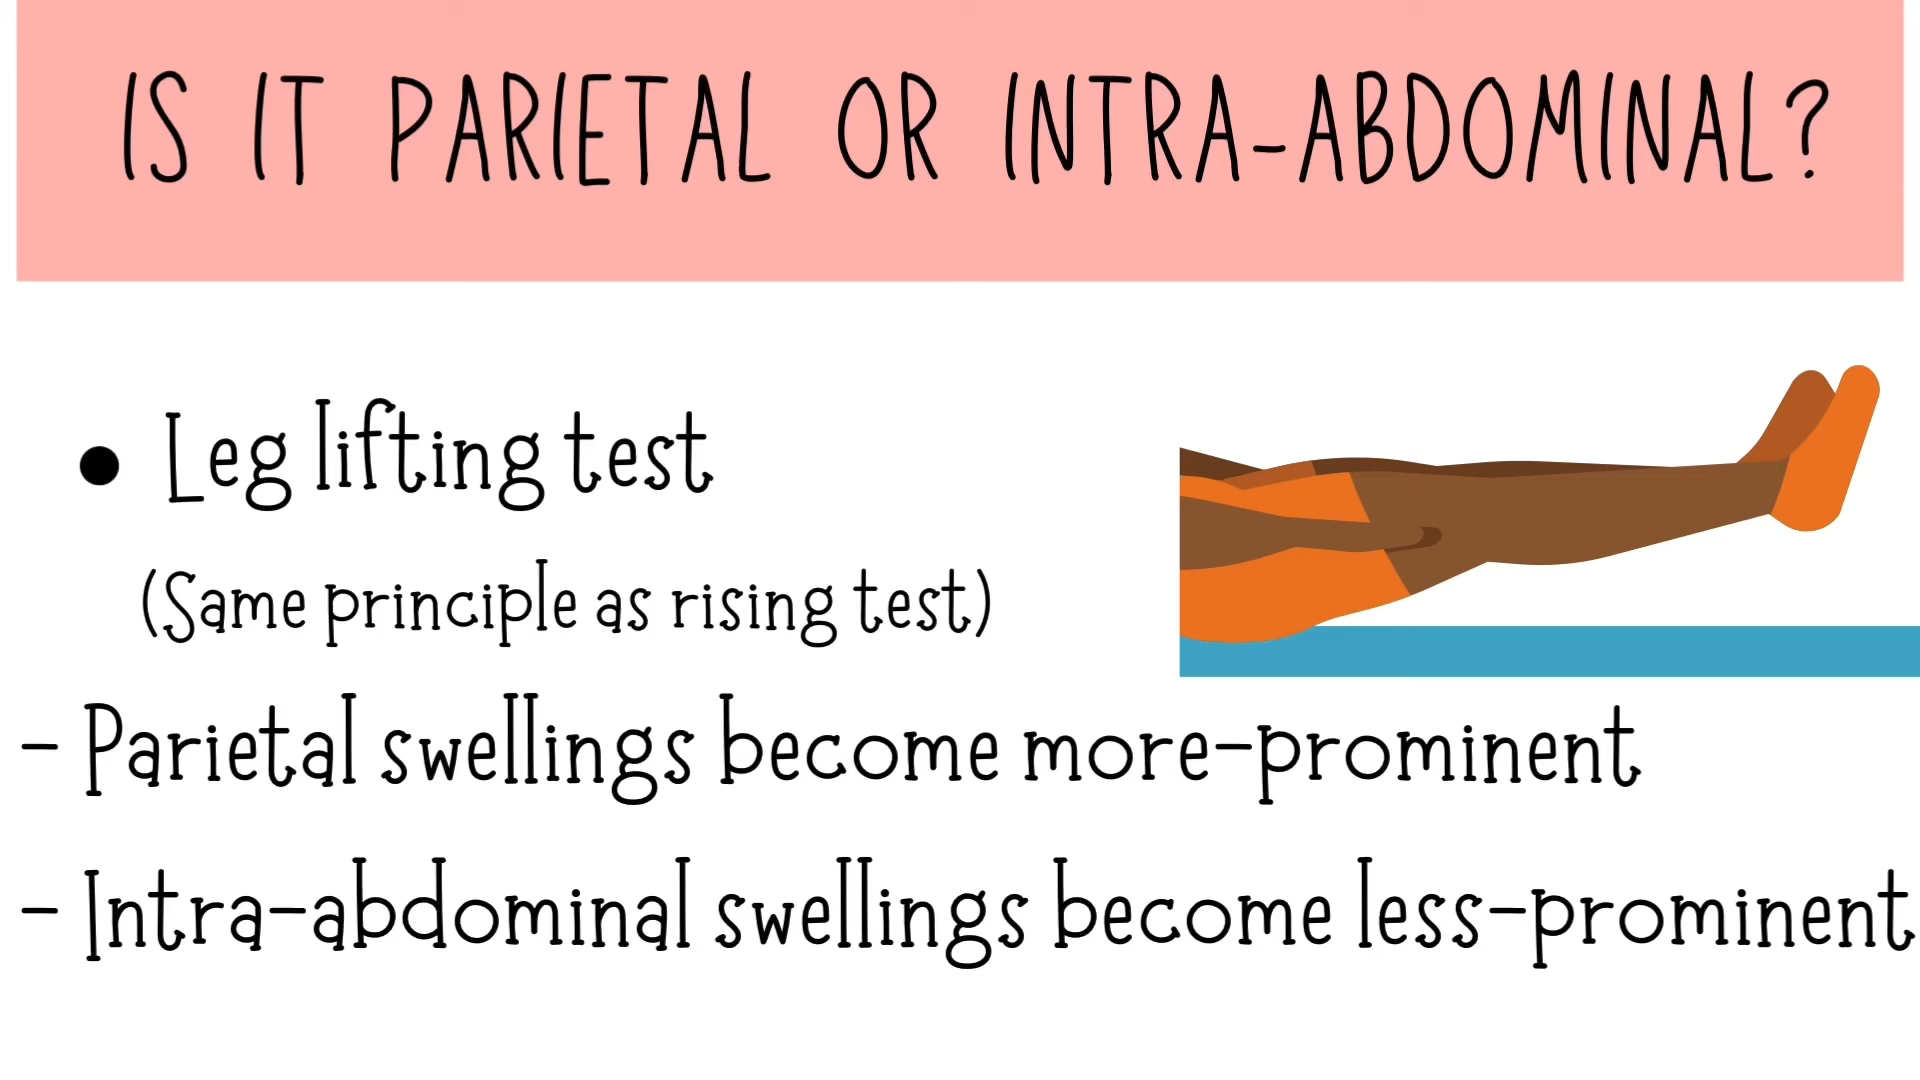 IS IT PARIETAL OR INTRA-ABDOMINAL?
• Leg lifting test
(Same principle as rising test)
- Parietal swellings become more-prominent
- Intra-abdominal swellings become less-prominent